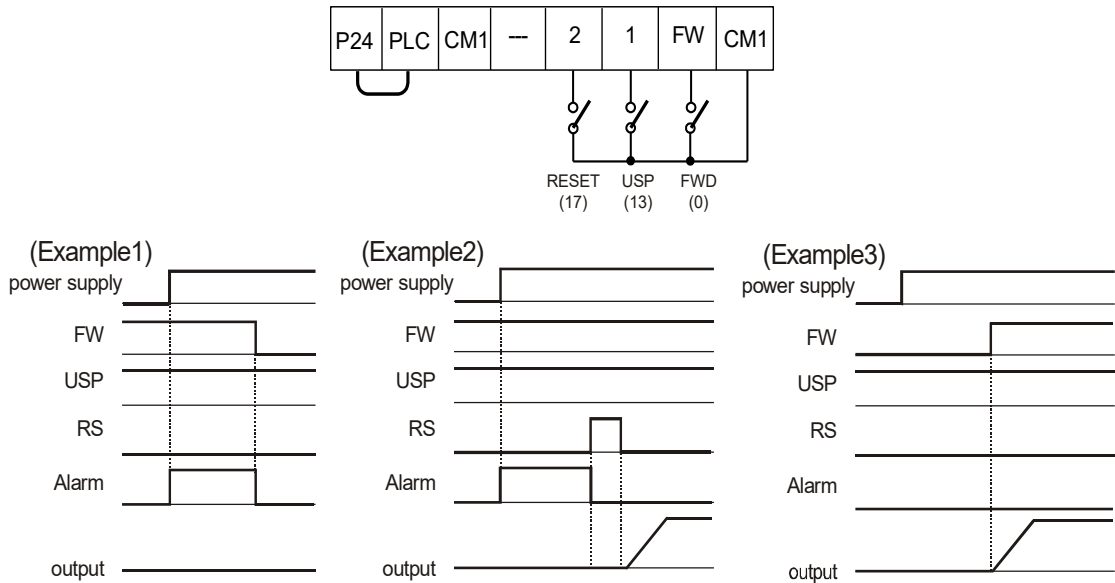 P24 PLC CM1 --- 2 1 FW CM1
RESET USP FWD
(17) (13) (0)
(Example1)
power supply
FW
USP
RS
Alarm
output
(Example2)
power supply
FW
USP
RS
Alarm
output
(Example3)
power supply
FW
USP
RS
Alarm
output